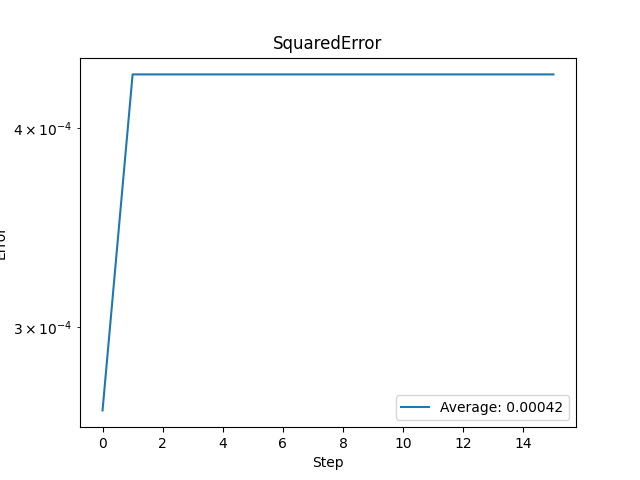 SquaredError
Error
4 × 10⁻⁴
3 × 10⁻⁴
Average: 0.00042
0 2 4 6 8 10 12 14
Step